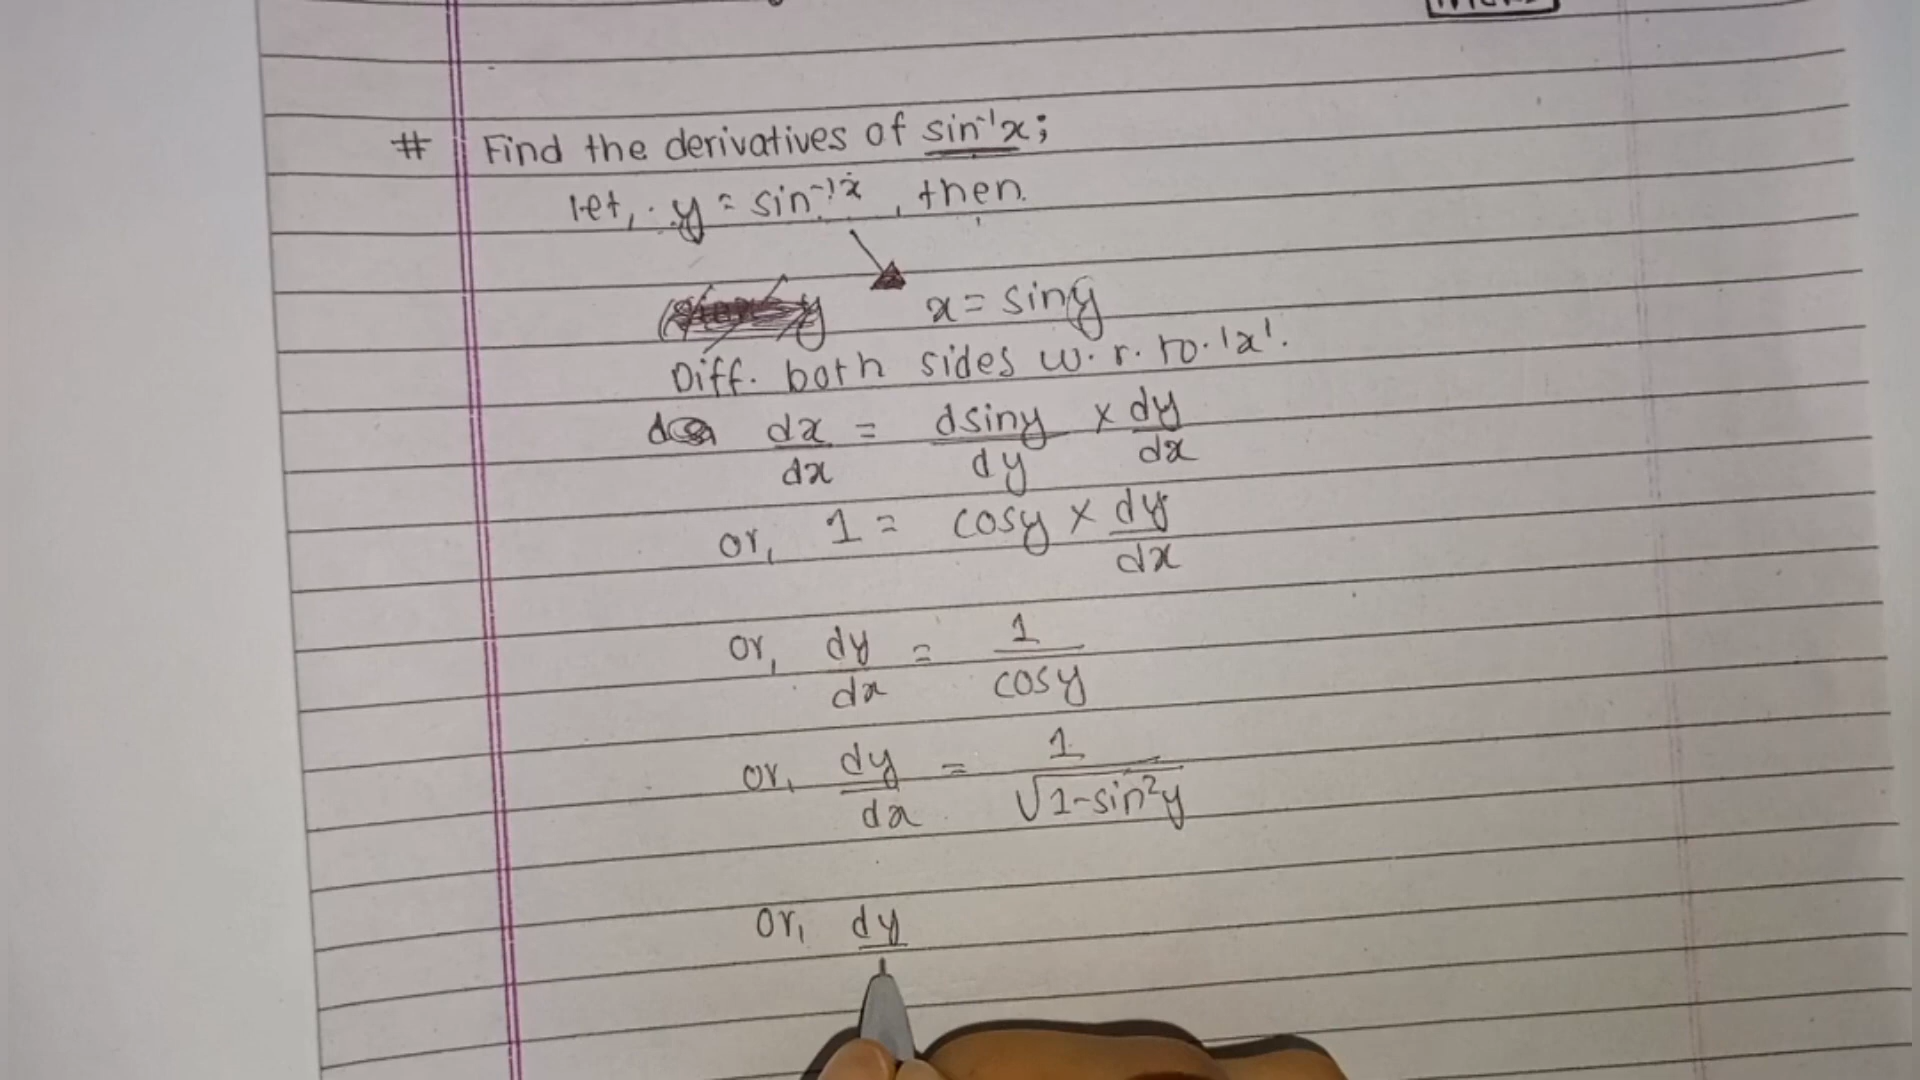 # Find the derivatives of sin⁻¹x;
let, y = sin⁻¹x, then.
x = siny
Diff. both sides w.r.to.'x'.
dx/dx = dsiny/dy × dy/dx
or, 1 = cosy × dy/dx
or, dy/dx = 1/cosy
or, dy/dx = 1/√1-sin²y
or, dy